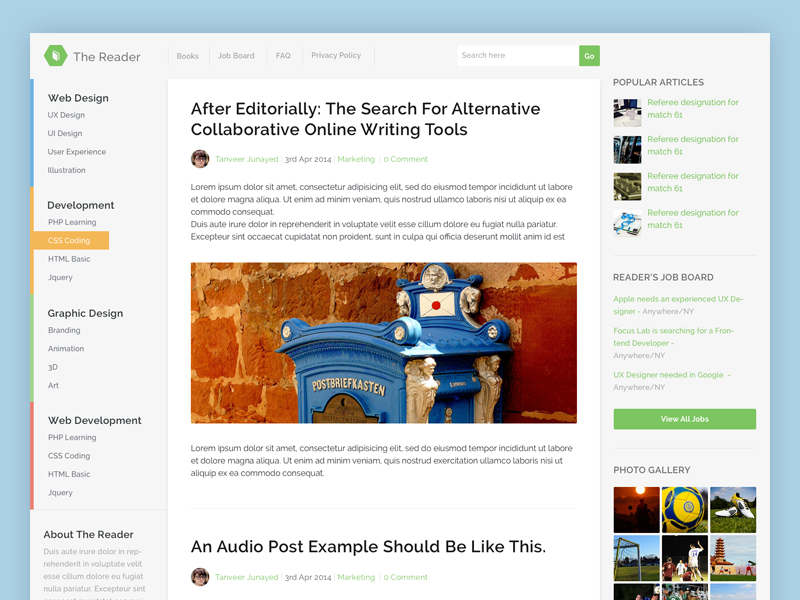 The Reader
Books
Job Board
FAQ
Privacy Policy
Search here
Go
Web Design
UX Design
UI Design
User Experience
Illustration
Development
PHP Learning
CSS Coding
HTML Basic
Jquery
Graphic Design
Branding
Animation
3D
Art
Web Development
PHP Learning
CSS Coding
HTML Basic
Jquery
About The Reader
Duis aute irure dolor in rep-
rehenderit in voluptate velit
esse cillum dolore eu fugiat
nulla pariatur. Excepteur sint
After Editorially: The Search For Alternative
Collaborative Online Writing Tools
Tanveer Junayed | 3rd Apr 2014 | Marketing | 0 Comment
Lorem ipsum dolor sit amet, consectetur adipisicing elit, sed do eiusmod tempor incididunt ut labore
et dolore magna aliqua. Ut enim ad minim veniam, quis nostrud ullamco laboris nisi ut aliquip ex ea
commodo consequat.
Duis aute irure dolor in reprehenderit in voluptate velit esse cillum dolore eu fugiat nulla pariatur.
Excepteur sint occaecat cupidatat non proident, sunt in culpa qui officia deserunt mollit anim id est
POSTBRIEFKASTEN
Lorem ipsum dolor sit amet, consectetur adipisicing elit, sed do eiusmod tempor incididunt ut labore
et dolore magna aliqua. Ut enim ad minim veniam, quis nostrud exercitation ullamco laboris nisi ut
aliquip ex ea commodo consequat.
An Audio Post Example Should Be Like This.
Tanveer Junayed | 3rd Apr 2014 | Marketing | 0 Comment
POPULAR ARTICLES
Referee designation for
match 61
Referee designation for
match 61
Referee designation for
match 61
Referee designation for
match 61
READER'S JOB BOARD
Apple needs an experienced UX De-
signer - Anywhere/NY
Focus Lab is searching for a Fron-
tend Developer -
Anywhere/NY
UX Designer needed in Google -
Anywhere/NY
View All Jobs
PHOTO GALLERY